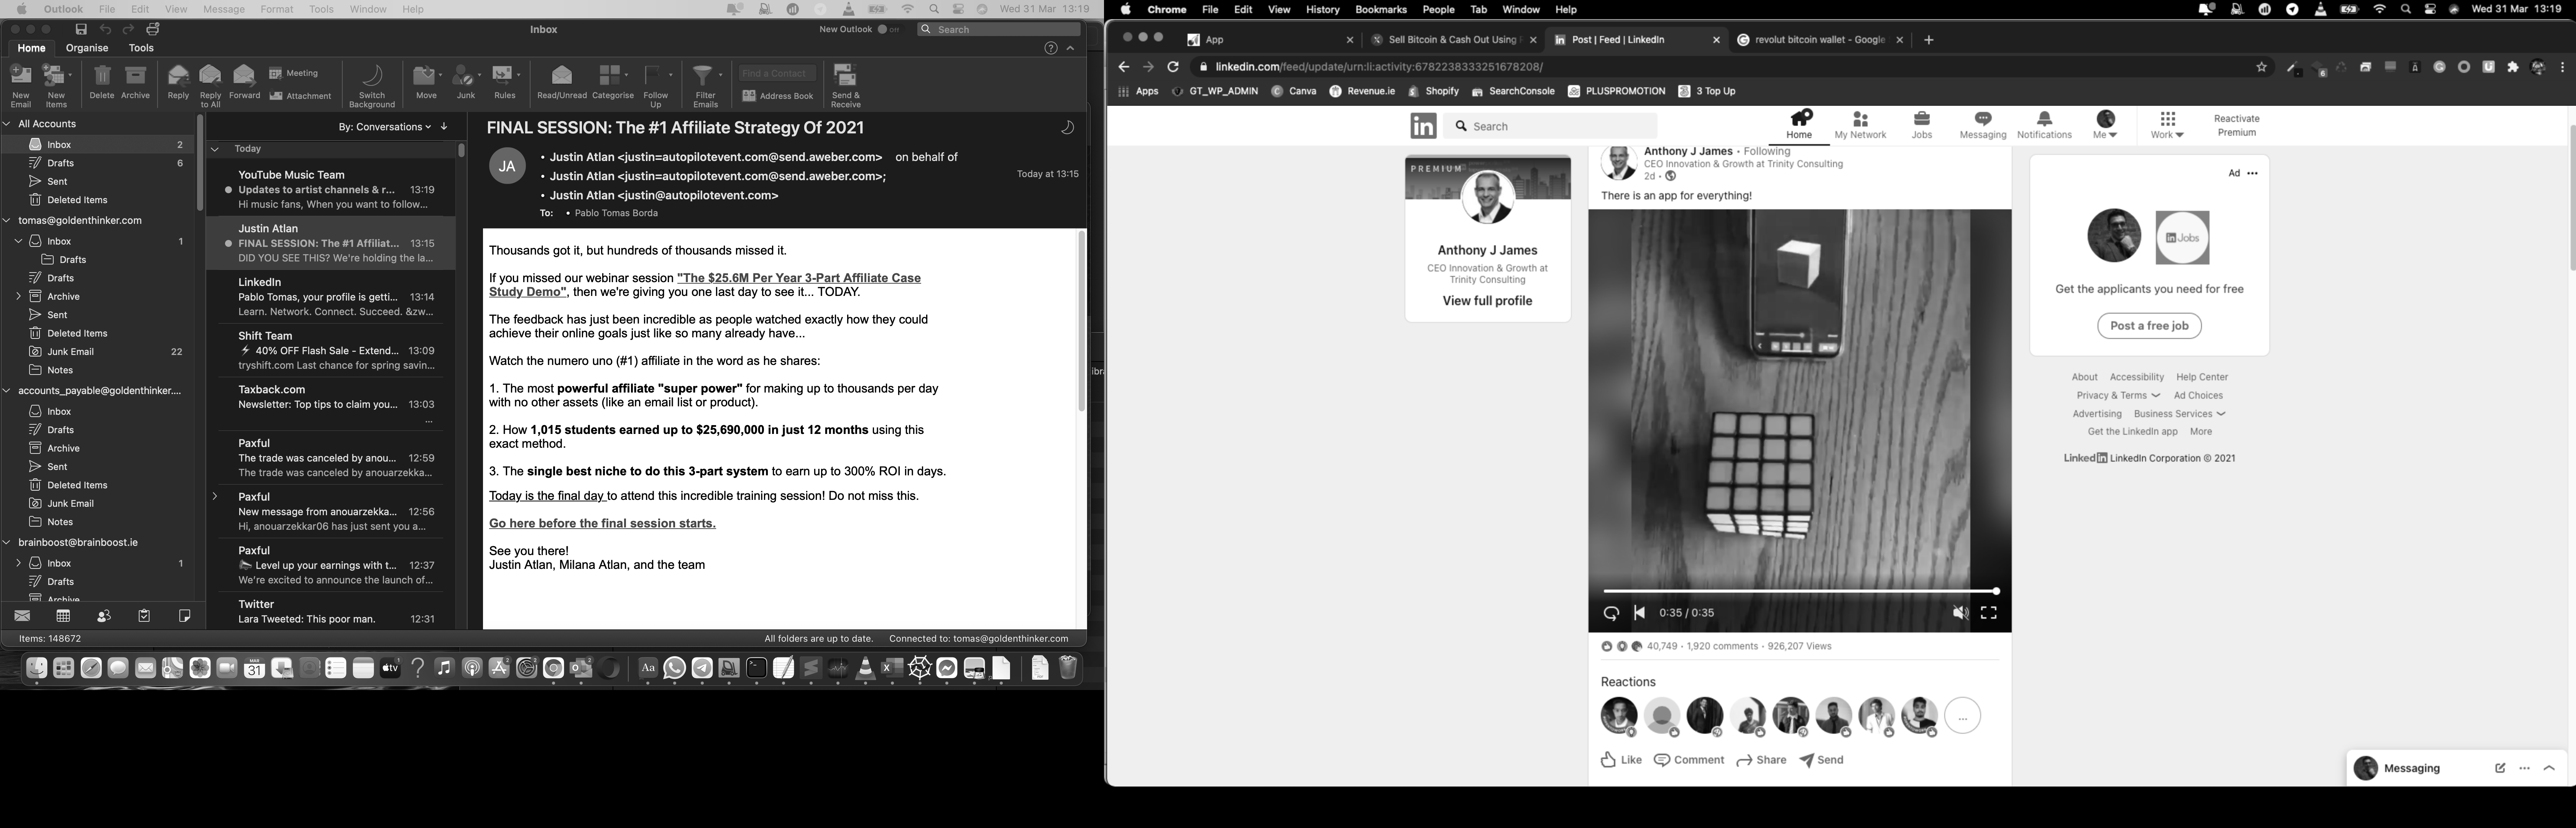 Outlook File Edit View Message Format Tools Window Help Wed 31 Mar 13:19
Inbox New Outlook Off Search
Home Organise Tools
New Email
New Items
Delete
Archive
Reply
Reply to All
Forward
Meeting
Attachment
Switch Background
Move
Junk
Rules
Read/Unread
Categorise
Follow Up
Filter Emails
Find a Contact
Address Book
Send & Receive
All Accounts
Inbox 2
Drafts 6
Sent
Deleted Items
tomas@goldenthinker.com
Inbox 1
Drafts
Drafts
Archive
Sent
Deleted Items
Junk Email 22
Notes
accounts_payable@goldenthinker....
Inbox
Drafts
Archive
Sent
Deleted Items
Junk Email
Notes
brainboost@brainboost.ie
Inbox 1
Drafts
Archive
By: Conversations
Today
YouTube Music Team
Updates to artist channels & r... 13:19
Hi music fans, When you want to follow...
Justin Atlan
FINAL SESSION: The #1 Affiliat... 13:15
DID YOU SEE THIS? We're holding the la...
LinkedIn
Pablo Tomas, your profile is getti... 13:14
Learn. Network. Connect. Succeed. &zw...
Shift Team
⚡ 40% OFF Flash Sale - Extend... 13:09
tryshift.com Last chance for spring savin...
Taxback.com
Newsletter: Top tips to claim you... 13:03
...
Paxful
The trade was canceled by anou... 12:59
The trade was canceled by anouarzekka...
Paxful
New message from anouarzekka... 12:56
Hi, anouarzekkar06 has just sent you a...
Paxful
Level up your earnings with t... 12:37
We're excited to announce the launch of...
Twitter
Lara Tweeted: This poor man. 12:31
FINAL SESSION: The #1 Affiliate Strategy Of 2021
JA
• Justin Atlan <justin=autopilotevent.com@send.aweber.com> on behalf of
• Justin Atlan <justin=autopilotevent.com@send.aweber.com>;
• Justin Atlan <justin@autopilotevent.com>
Today at 13:15
To: • Pablo Tomas Borda
Thousands got it, but hundreds of thousands missed it.
If you missed our webinar session "The $25.6M Per Year 3-Part Affiliate Case
Study Demo", then we're giving you one last day to see it... TODAY.
The feedback has just been incredible as people watched exactly how they could
achieve their online goals just like so many already have...
Watch the numero uno (#1) affiliate in the word as he shares:
1. The most powerful affiliate "super power" for making up to thousands per day
with no other assets (like an email list or product).
2. How 1,015 students earned up to $25,690,000 in just 12 months using this
exact method.
3. The single best niche to do this 3-part system to earn up to 300% ROI in days.
Today is the final day to attend this incredible training session! Do not miss this.
Go here before the final session starts.
See you there!
Justin Atlan, Milana Atlan, and the team
Items: 148672 All folders are up to date. Connected to: tomas@goldenthinker.com
MAR
31
tv
Aa
Chrome File Edit View History Bookmarks People Tab Window Help Wed 31 Mar 13:19
App
Sell Bitcoin & Cash Out Using
Post | Feed | LinkedIn
revolut bitcoin wallet - Google
linkedin.com/feed/update/urn:li:activity:6782238333251678208/
Apps GT_WP_ADMIN Canva Revenue.ie Shopify SearchConsole PLUSPROMOTION 3 Top Up
in Search
Home
My Network
Jobs
Messaging
Notifications
Me
Work
Reactivate
Premium
PREMIUM
Anthony J James
CEO Innovation & Growth at
Trinity Consulting
View full profile
Anthony J James • Following
CEO Innovation & Growth at Trinity Consulting
2d •
There is an app for everything!
0:35 / 0:35
40,749 • 1,920 comments • 926,207 Views
Reactions
...
Like Comment Share Send
Ad ...
in Jobs
Get the applicants you need for free
Post a free job
About Accessibility Help Center
Privacy & Terms Ad Choices
Advertising Business Services
Get the LinkedIn app More
Linked in LinkedIn Corporation © 2021
Messaging